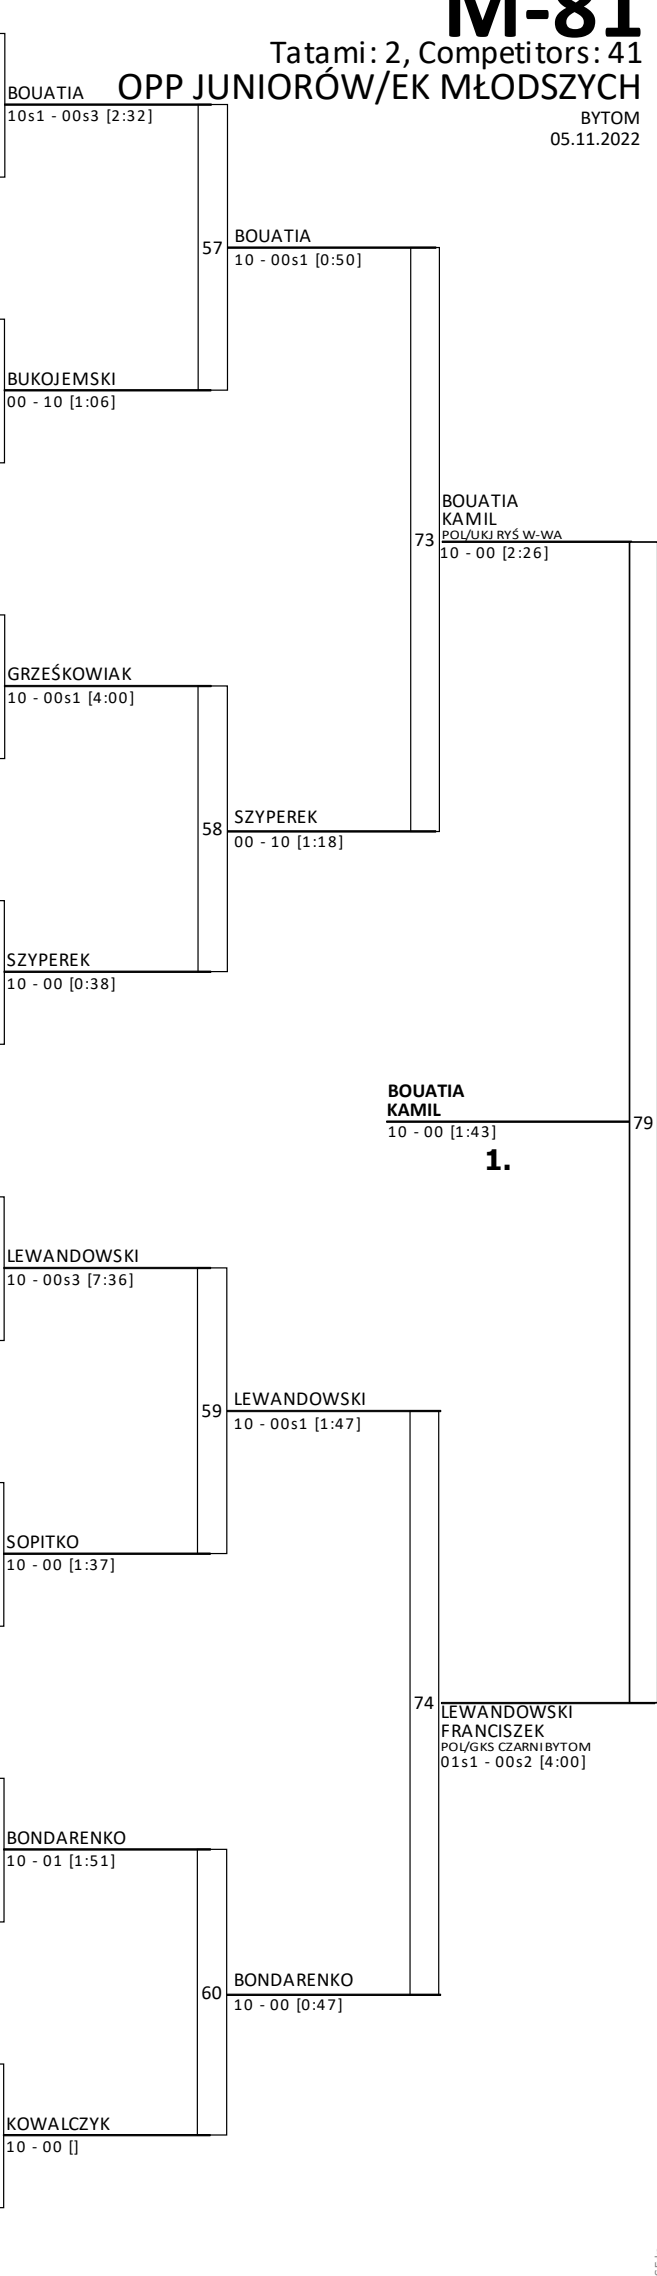 M-81
Tatami: 2, Competitors: 41
OPP JUNIORÓW/EK MŁODSZYCH
BYTOM
05.11.2022
BOUATIA
10s1 - 00s3 [2:32]
57
BOUATIA
10 - 00s1 [0:50]
BUKOJEMSKI
00 - 10 [1:06]
BOUATIA
KAMIL
POL/UKJ RYŚ W-WA
73
10 - 00 [2:26]
GRZEŚKOWIAK
10 - 00s1 [4:00]
58
SZYPEREK
00 - 10 [1:18]
SZYPEREK
10 - 00 [0:38]
BOUATIA
KAMIL
79
10 - 00 [1:43]
1.
LEWANDOWSKI
10 - 00s3 [7:36]
59
LEWANDOWSKI
10 - 00s1 [1:47]
SOPITKO
10 - 00 [1:37]
74
LEWANDOWSKI
FRANCISZEK
POL/GKS CZARNI BYTOM
01s1 - 00s2 [4:00]
BONDARENKO
10 - 01 [1:51]
60
BONDARENKO
10 - 00 [0:47]
KOWALCZYK
10 - 00 []